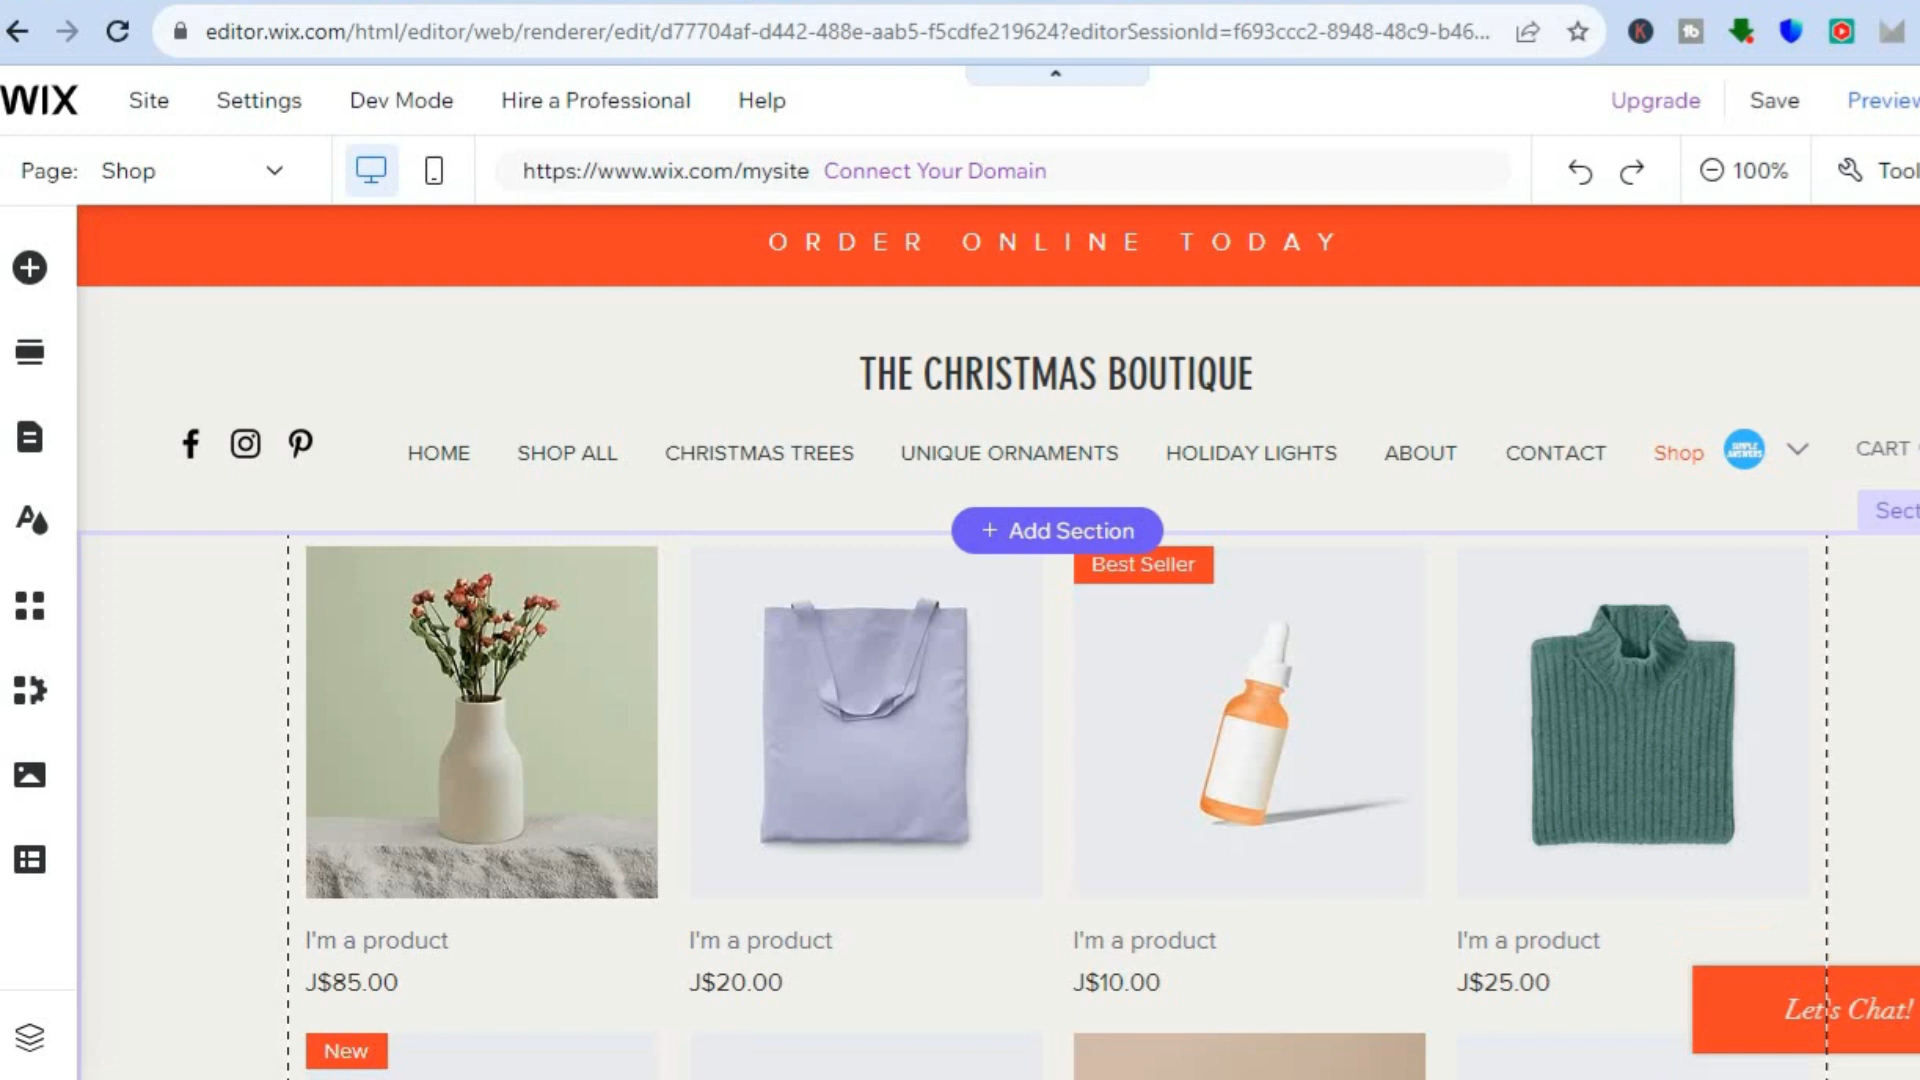 editor.wix.com/html/editor/web/renderer/edit/d77704af-d442-488e-aab5-f5cdfe219624?editorSessionId=f693ccc2-8948-48c9-b46...
WIX Site Settings Dev Mode Hire a Professional Help Upgrade Save Preview
Page: Shop https://www.wix.com/mysite Connect Your Domain 100% Tool
ORDER ONLINE TODAY
THE CHRISTMAS BOUTIQUE
HOME SHOP ALL CHRISTMAS TREES UNIQUE ORNAMENTS HOLIDAY LIGHTS ABOUT CONTACT Shop SIMPLE ANSWERS CART
Sect
+ Add Section
Best Seller
I'm a product I'm a product I'm a product I'm a product
J$85.00 J$20.00 J$10.00 J$25.00
Let's Chat!
New